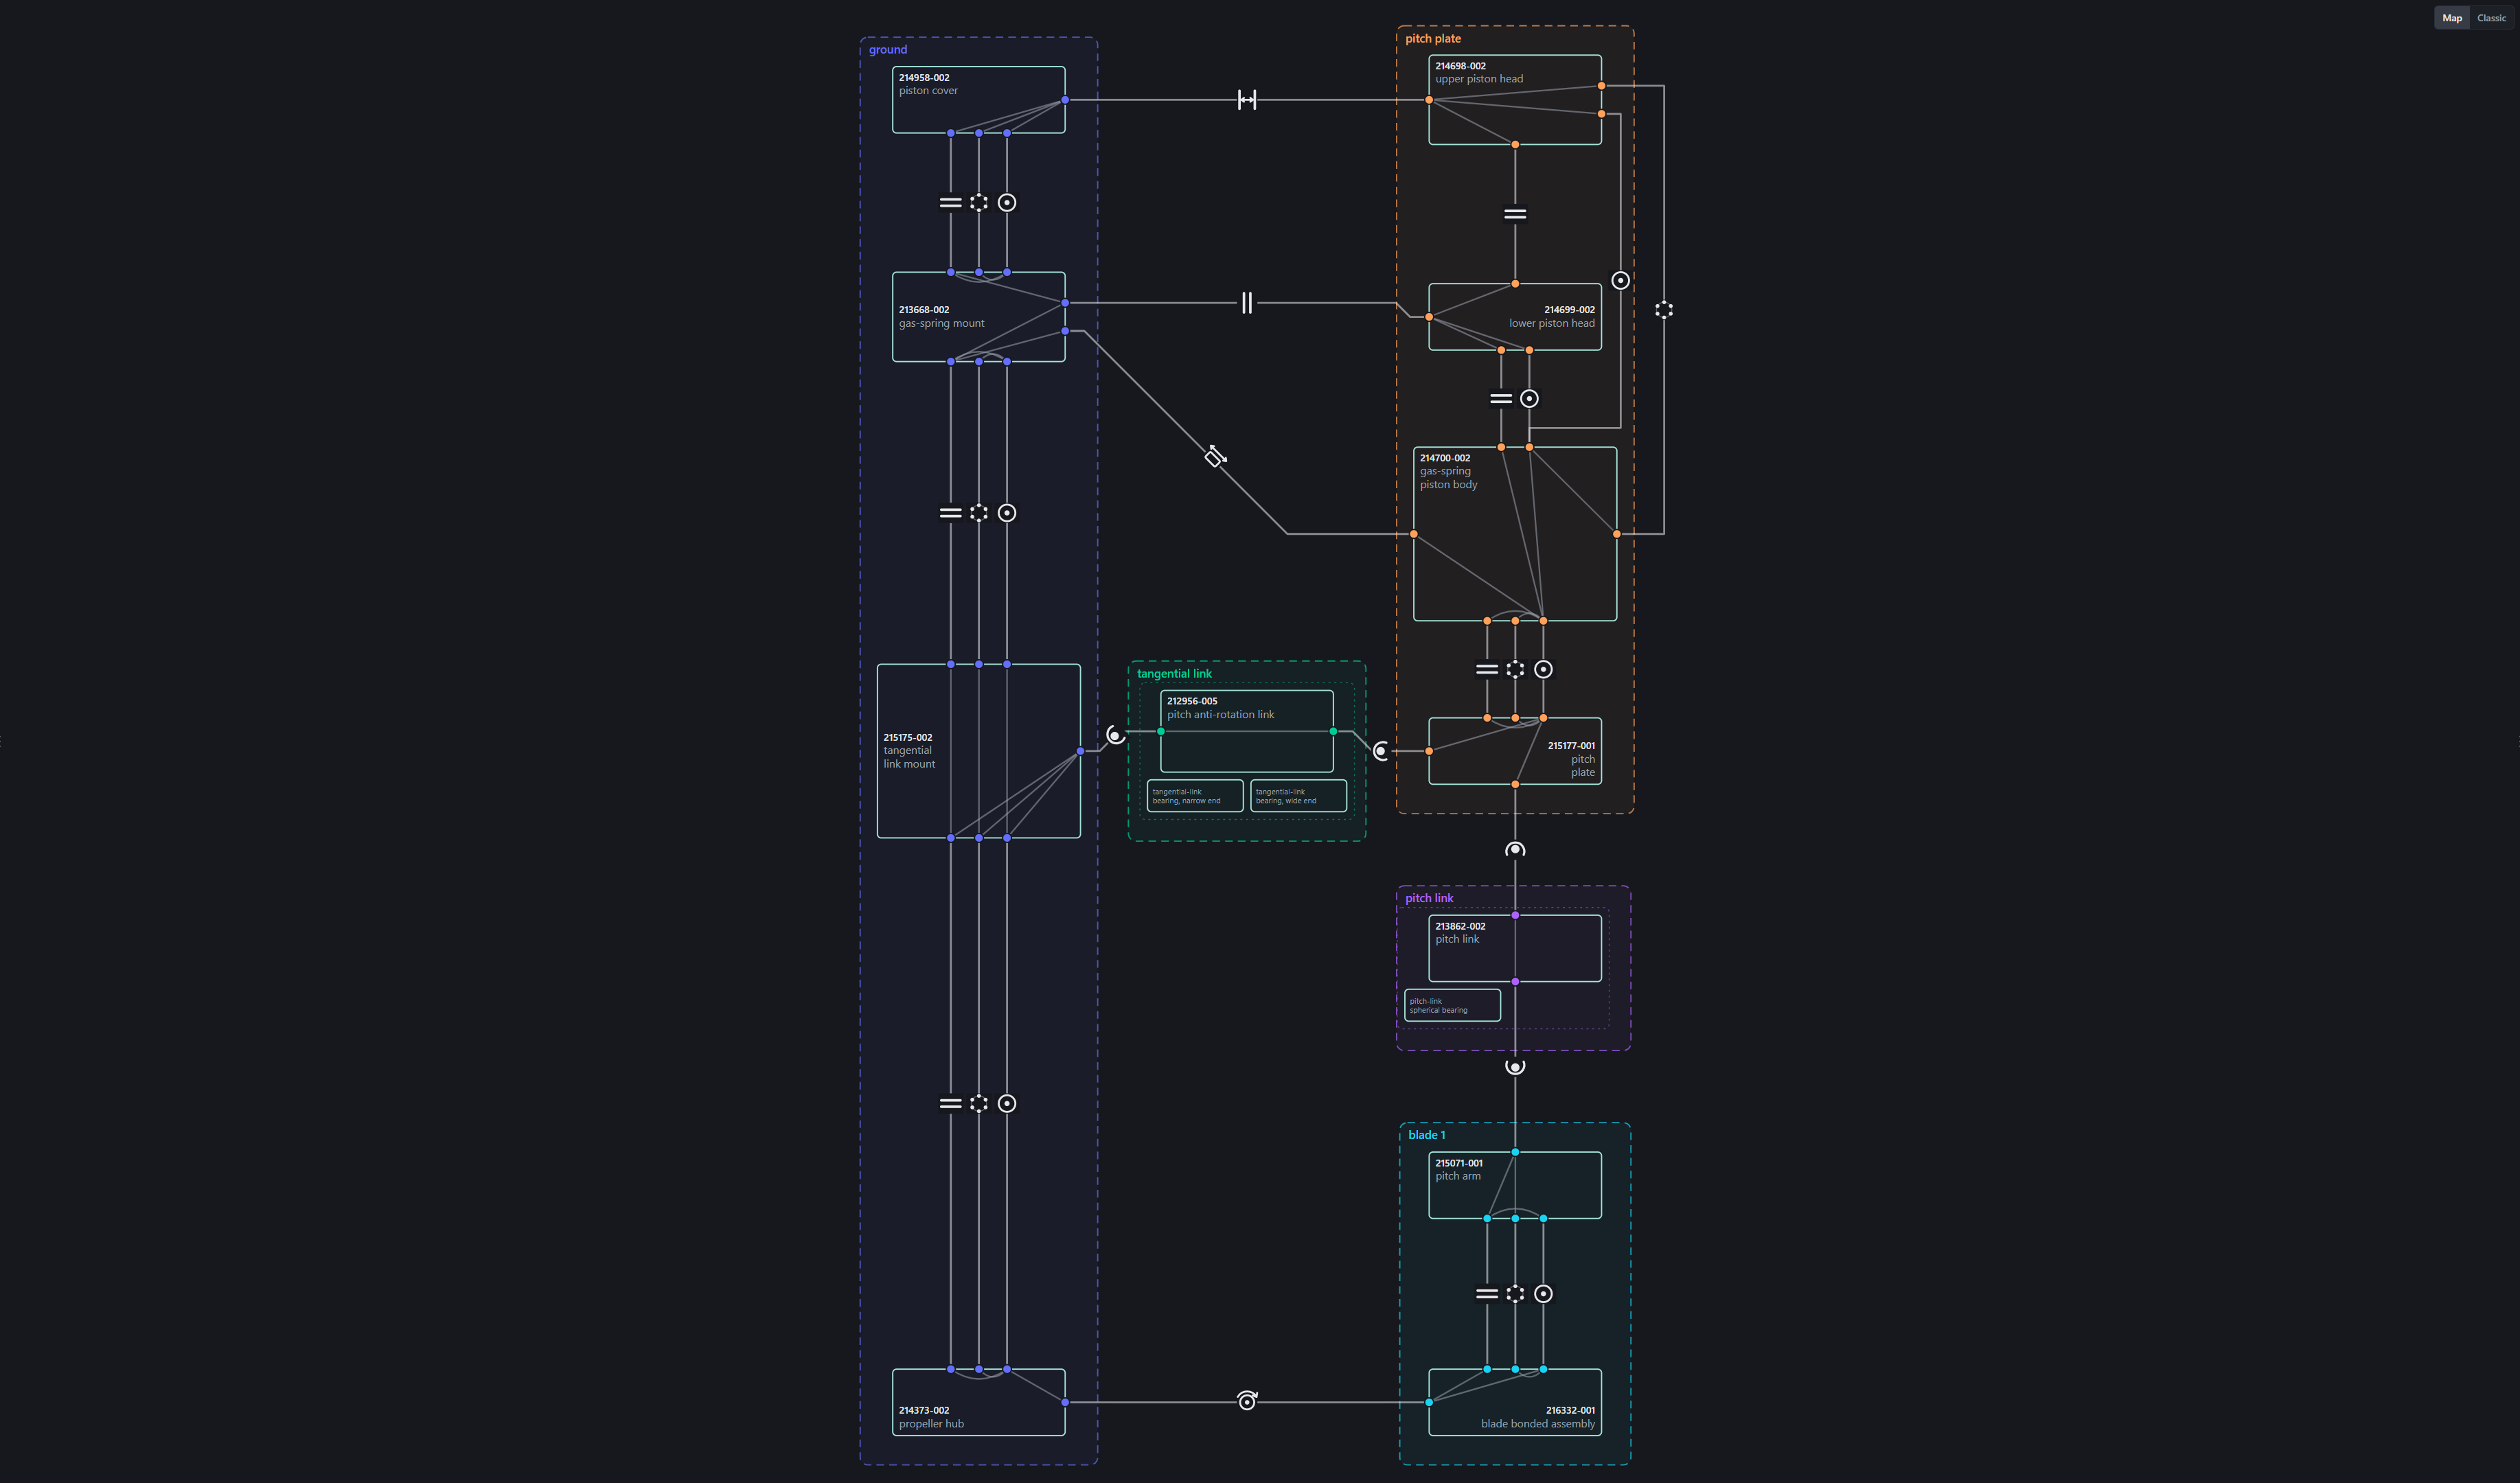 Map
Classic
ground
214958-002
piston cover
213668-002
gas-spring mount
215175-002
tangential
link mount
214373-002
propeller hub
tangential link
212956-005
pitch anti-rotation link
tangential-link
bearing, narrow end
tangential-link
bearing, wide end
pitch plate
214698-002
upper piston head
214699-002
lower piston head
214700-002
gas-spring
piston body
215177-001
pitch
plate
pitch link
213862-002
pitch link
pitch-link
spherical bearing
blade 1
215071-001
pitch arm
216332-001
blade bonded assembly